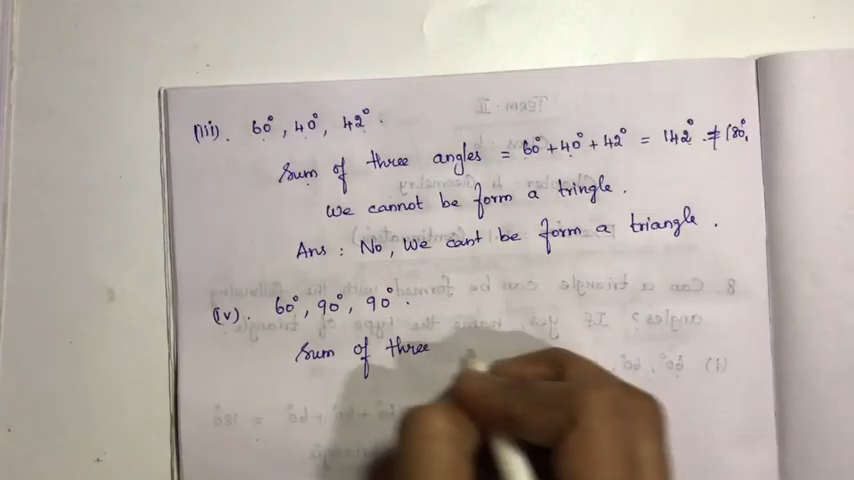 (iii). 60°, 40°, 42°.
Sum of three angles = 60° + 40° + 42° = 142° ≠ 180°.
We cannot be form a tringle.
Ans : No, We cant be form a triangle.
(iv). 60°, 90°, 90°.
Sum of three